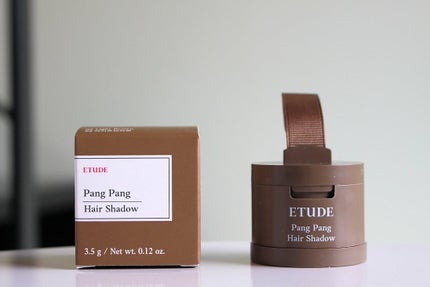 ETUDE
Pang Pang
Hair Shadow
3.5 g / Net wt. 0.12 oz.
ETUDE
Pang Pang
Hair Shadow